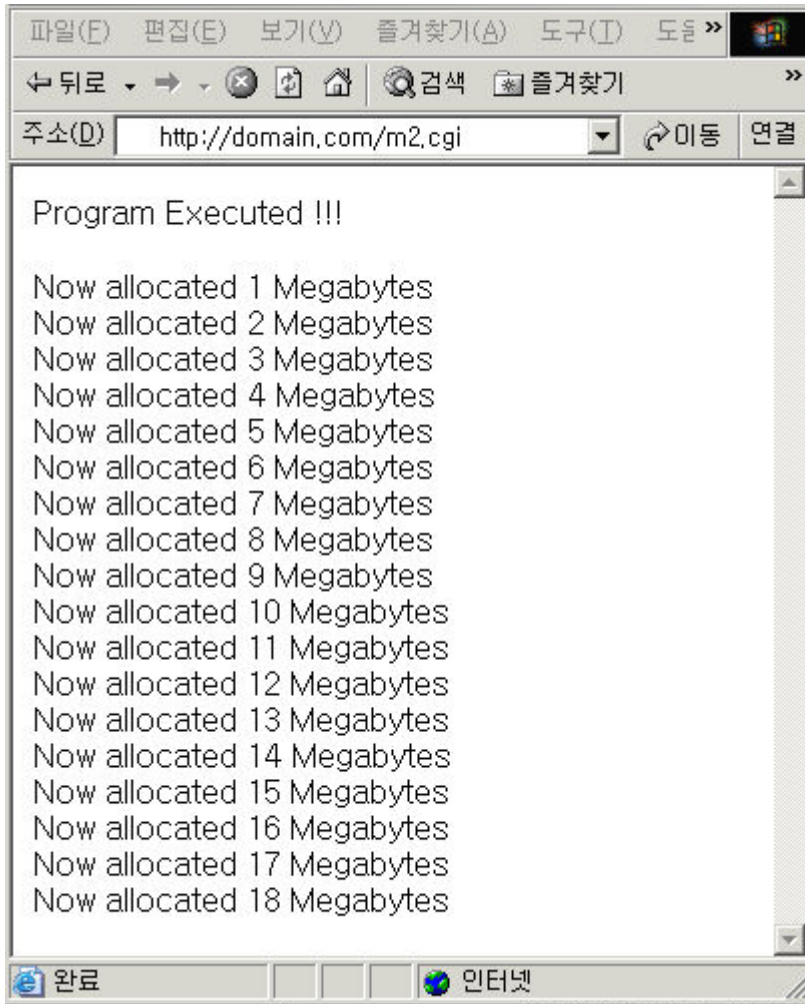 파일(F) 편집(E) 보기(V) 즐겨찾기(A) 도구(T) »
뒤로 검색 즐겨찾기 »
주소(D) http://domain.com/m2.cgi 이동 연결
Program Executed !!!
Now allocated 1 Megabytes
Now allocated 2 Megabytes
Now allocated 3 Megabytes
Now allocated 4 Megabytes
Now allocated 5 Megabytes
Now allocated 6 Megabytes
Now allocated 7 Megabytes
Now allocated 8 Megabytes
Now allocated 9 Megabytes
Now allocated 10 Megabytes
Now allocated 11 Megabytes
Now allocated 12 Megabytes
Now allocated 13 Megabytes
Now allocated 14 Megabytes
Now allocated 15 Megabytes
Now allocated 16 Megabytes
Now allocated 17 Megabytes
Now allocated 18 Megabytes
완료 인터넷